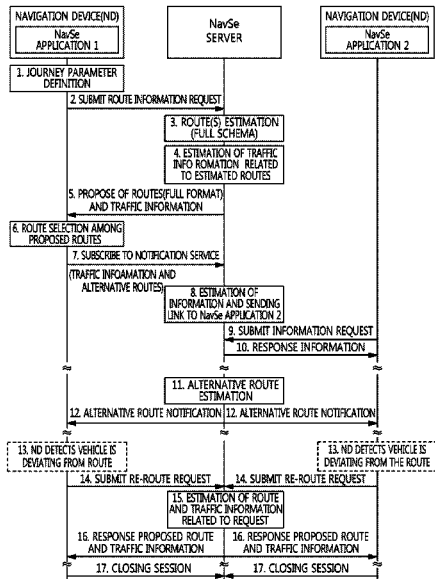 NAVIGATION DEVICE(ND)
NavSe
APPLICATION 1
NavSe
SERVER
NAVIGATION DEVICE(ND)
NavSe
APPLICATION 2
1. JOURNEY PARAMETER
DEFINITION
2. SUBMIT ROUTE INFORMATION REQUEST
3. ROUTE(S) ESTIMATION
(FULL SCHEMA)
4. ESTIMATION OF TRAFFIC
INFO ROMATION RELATED
TO ESTIMATED ROUTES
5. PROPOSE OF ROUTES(FULL FORMAT)
AND TRAFFIC INFORMATION
6. ROUTE SELECTION AMONG
PROPOSED ROUTES
7. SUBSCRIBE TO NOTIFICATION SERVICE
(TRAFFIC INFOAMATION AND
ALTERNATIVE ROUTES)
8. ESTIMATION OF
INFORMATION AND SENDING
LINK TO NavSe APPLICATION 2
9. SUBMIT INFORMATION REQUEST
10. RESPONSE INFORMATION
11. ALTERNATIVE ROUTE
ESTIMATION
12. ALTERNATIVE ROUTE NOTIFICATION
12. ALTERNATIVE ROUTE NOTIFICATION
13. ND DETECTS VEHICLE IS
DEVIATING FROM ROUTE
13. ND DETECTS VEHICLE IS
DEVIATING FROM THE ROUTE
14. SUBMIT RE-ROUTE REQUEST
14. SUBMIT RE-ROUTE REQUEST
15. ESTIMATION OF ROUTE
AND TRAFFIC INFORMATION
RELATED TO REQUEST
16. RESPONSE PROPOSED ROUTE
AND TRAFFIC INFORMATION
16. RESPONSE PROPOSED ROUTE
AND TRAFFIC INFORMATION
17. CLOSING SESSION
17. CLOSING SESSION